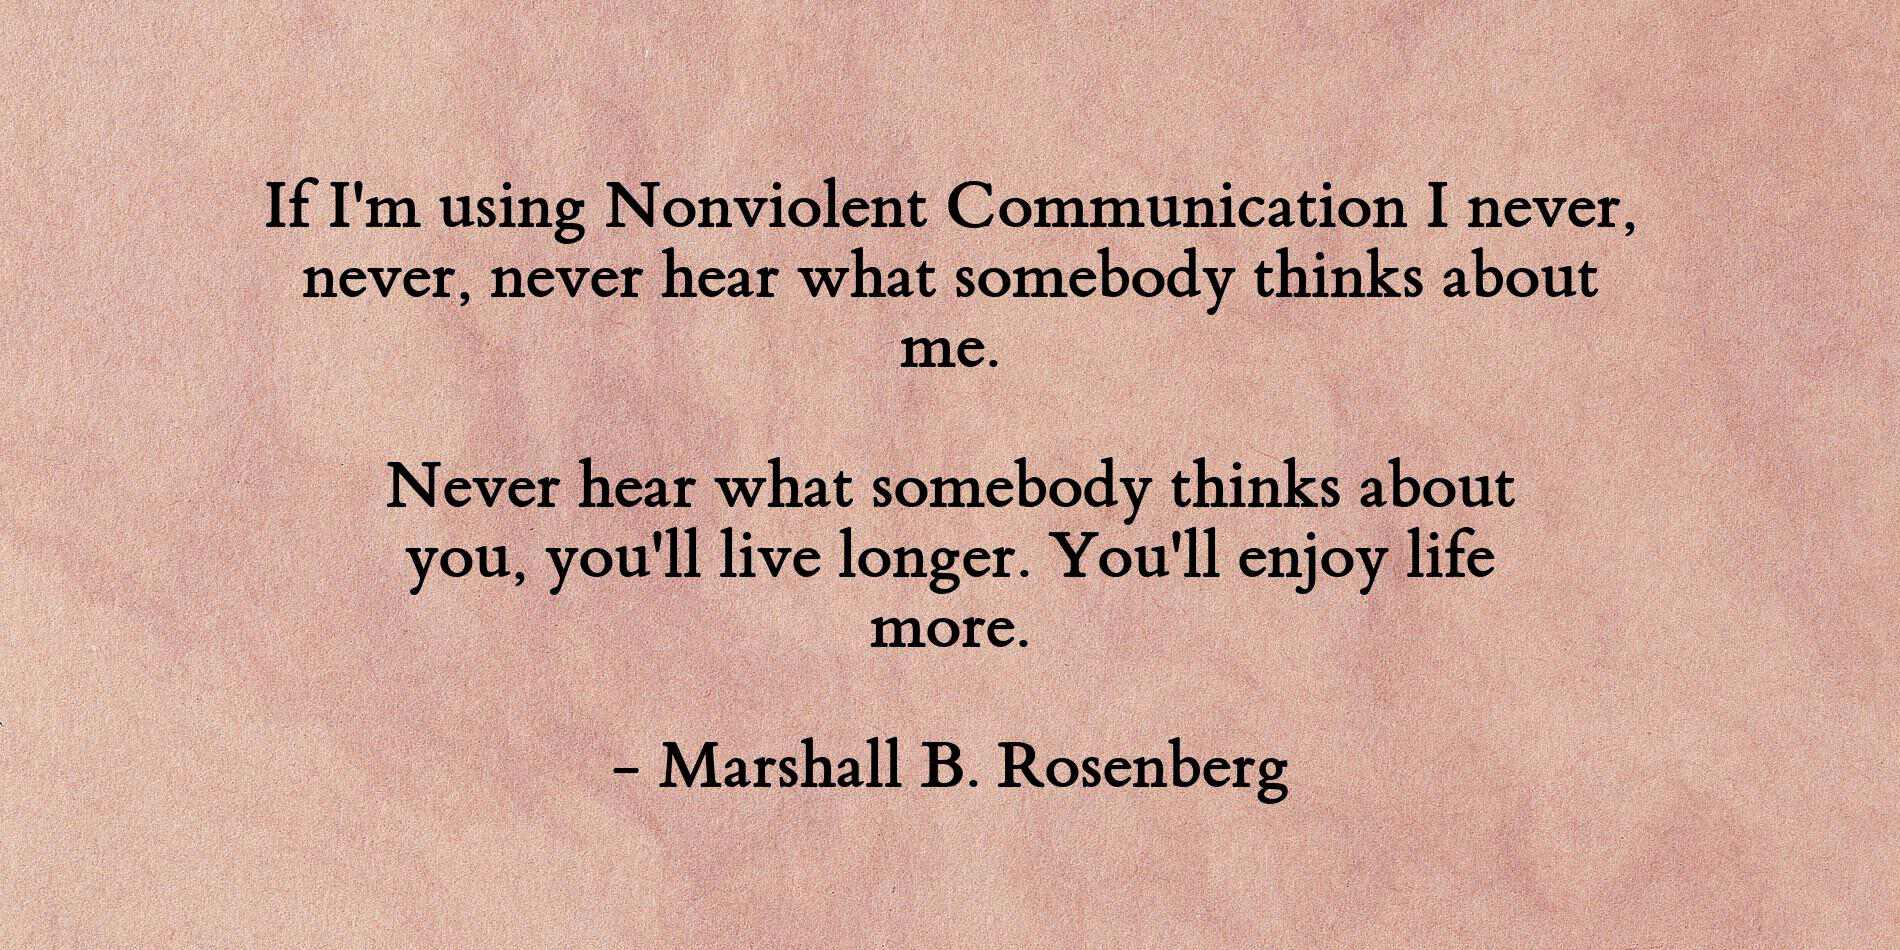 If I'm using Nonviolent Communication I never,
never, never hear what somebody thinks about
me.
Never hear what somebody thinks about
you, you'll live longer. You'll enjoy life
more.
– Marshall B. Rosenberg